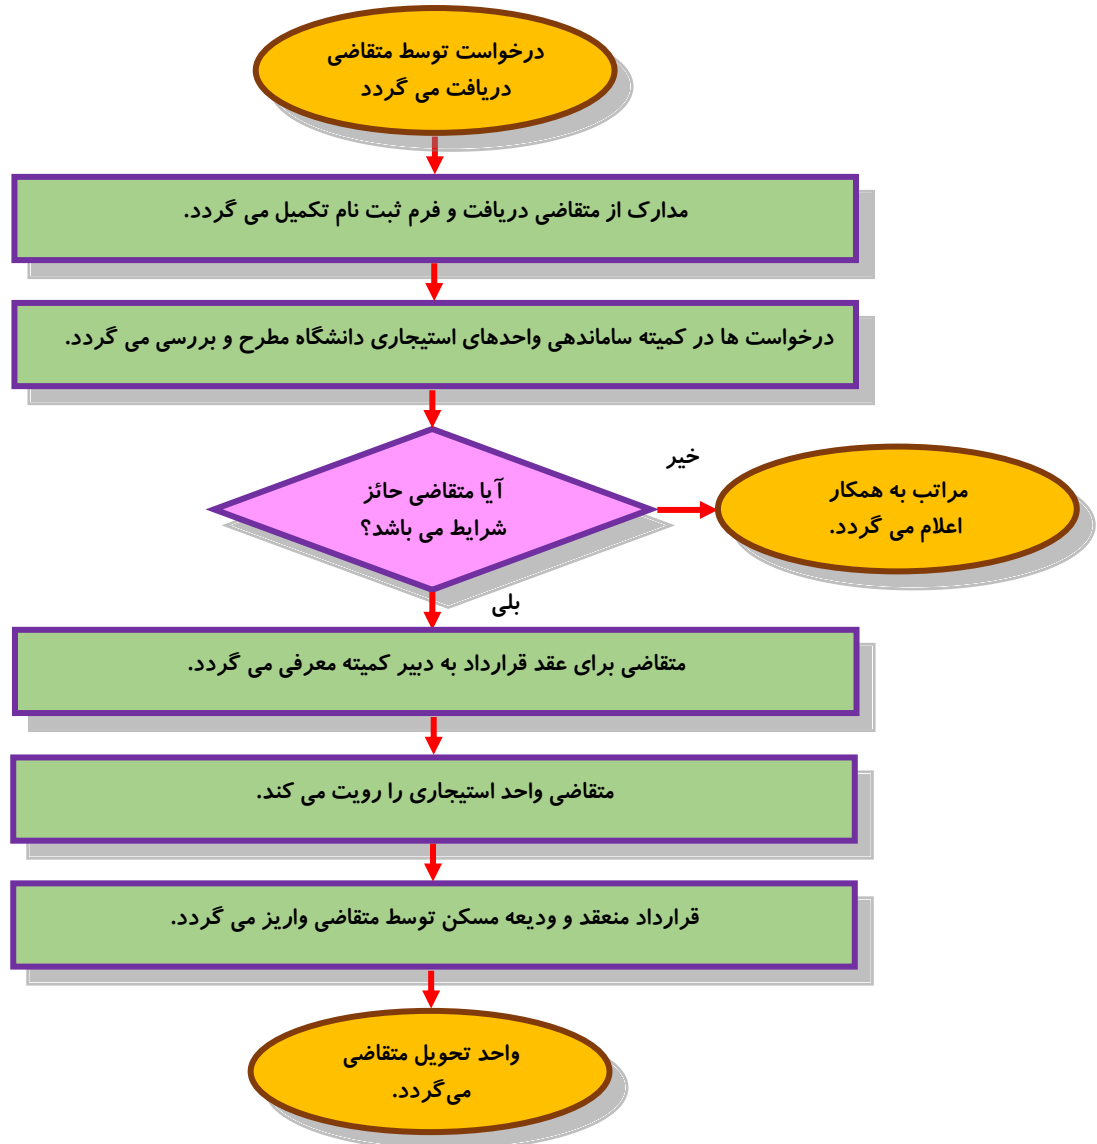 درخواست توسط متقاضی
دریافت می گردد
مدارک از متقاضی دریافت و فرم ثبت نام تکمیل می گردد.
درخواست ها در کمیته ساماندهی واحدهای استیجاری دانشگاه مطرح و بررسی می گردد.
آیا متقاضی حائز
شرایط می باشد؟
خیر
مراتب به همکار
اعلام می گردد.
بلی
متقاضی برای عقد قرارداد به دبیر کمیته معرفی می گردد.
متقاضی واحد استیجاری را رویت می کند.
قرارداد منعقد و ودیعه مسکن توسط متقاضی واریز می گردد.
واحد تحویل متقاضی
می‌گردد.